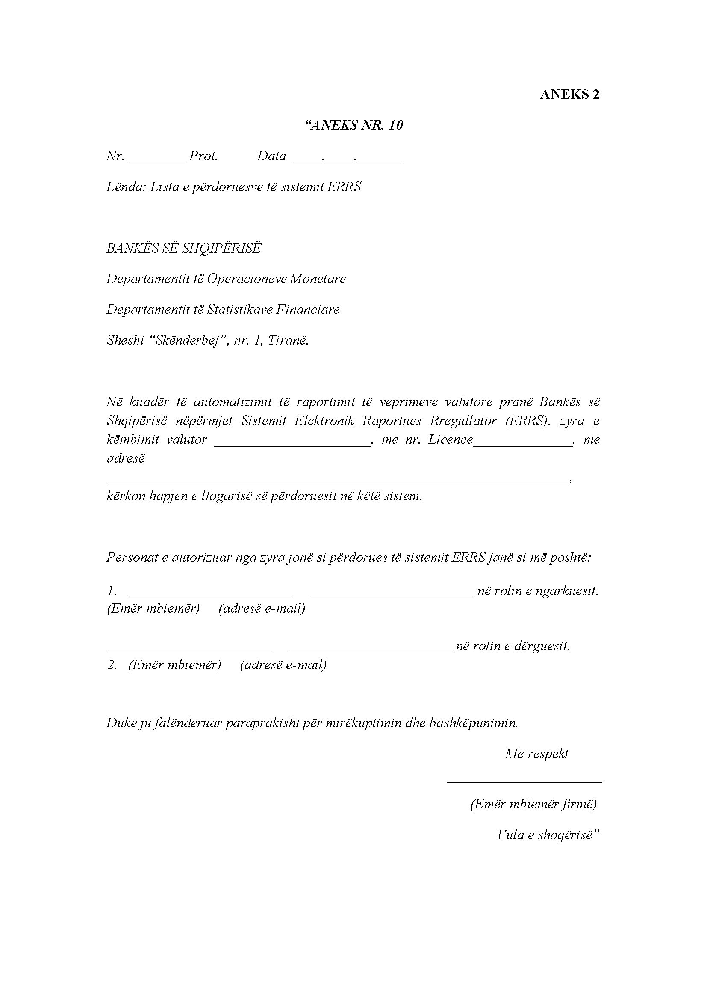 ANEKS 2
“ANEKS NR. 10
Nr. ________ Prot. Data ____.____.______
Lënda: Lista e përdoruesve të sistemit ERRS
BANKËS SË SHQIPËRISË
Departamentit të Operacioneve Monetare
Departamentit të Statistikave Financiare
Sheshi “Skënderbej”, nr. 1, Tiranë.
Në kuadër të automatizimit të raportimit të veprimeve valutore pranë Bankës së
Shqipërisë nëpërmjet Sistemit Elektronik Raportues Rregullator (ERRS), zyra e
këmbimit valutor ______________________, me nr. Licence______________, me
adresë
_________________________________________________________________,
kërkon hapjen e llogarisë së përdoruesit në këtë sistem.
Personat e autorizuar nga zyra jonë si përdorues të sistemit ERRS janë si më poshtë:
1. _______________________ _______________________ në rolin e ngarkuesit.
(Emër mbiemër) (adresë e-mail)
_______________________ _______________________ në rolin e dërguesit.
2. (Emër mbiemër) (adresë e-mail)
Duke ju falënderuar paraprakisht për mirëkuptimin dhe bashkëpunimin.
Me respekt
______________________
(Emër mbiemër firmë)
Vula e shoqërisë”